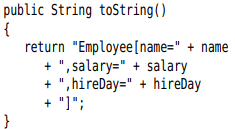 public String toString()
{
   return "Employee[name=" + name
      + ",salary=" + salary
      + ",hireDay=" + hireDay
      + "]";
}